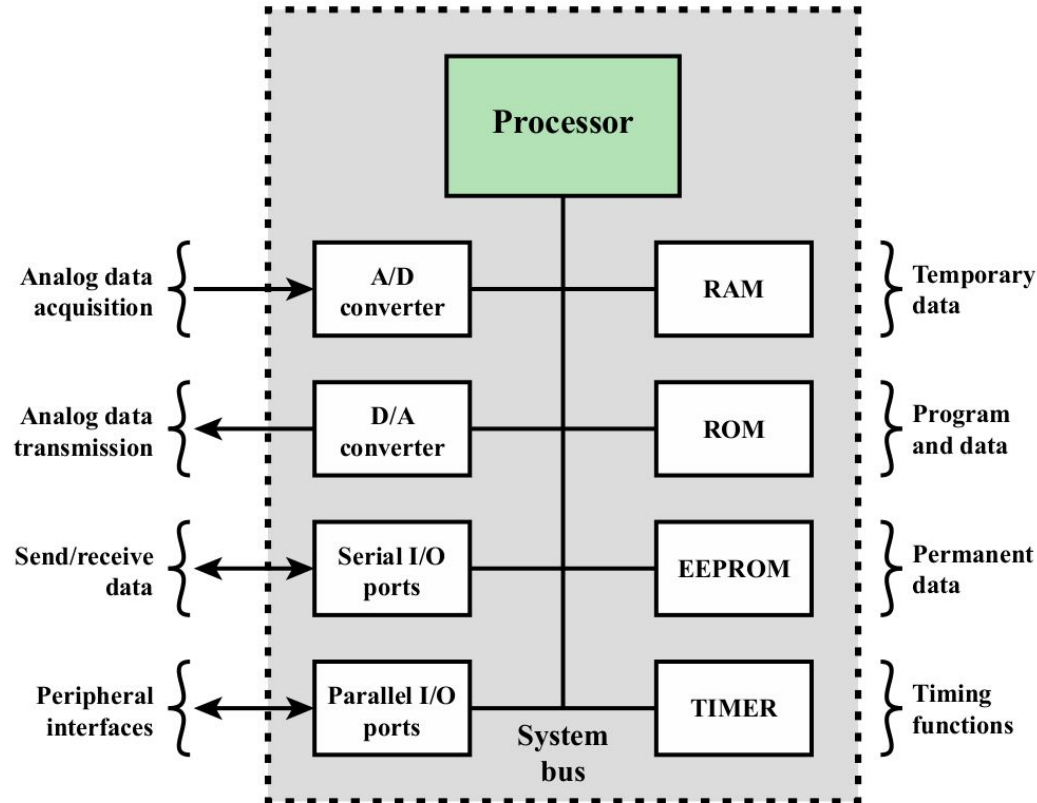 Processor
Analog data
acquisition
A/D
converter
RAM
Temporary
data
Analog data
transmission
D/A
converter
ROM
Program
and data
Send/receive
data
Serial I/O
ports
EEPROM
Permanent
data
Peripheral
interfaces
Parallel I/O
ports
TIMER
Timing
functions
System
bus